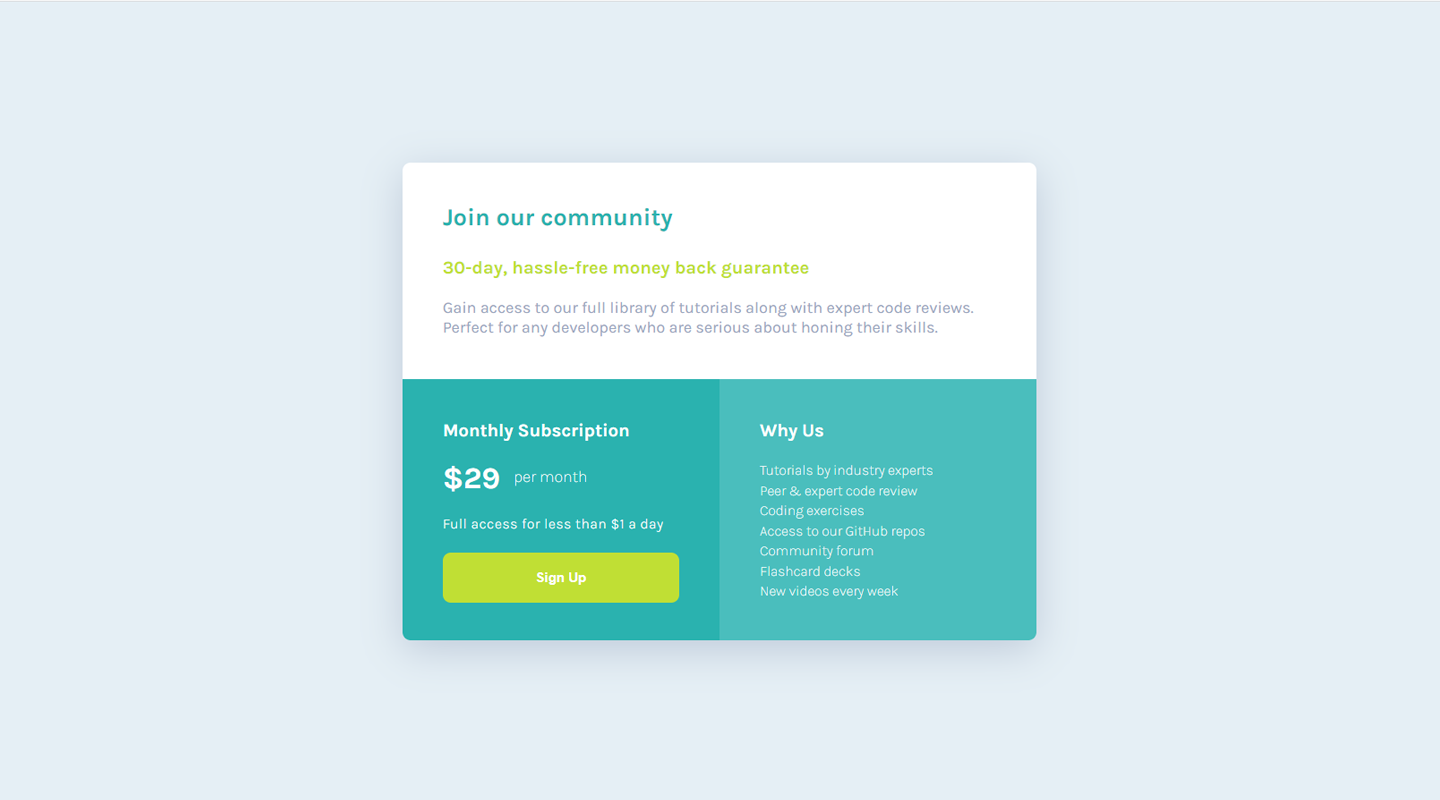 Join our community
30-day, hassle-free money back guarantee
Gain access to our full library of tutorials along with expert code reviews.
Perfect for any developers who are serious about honing their skills.
Monthly Subscription
$29 per month
Full access for less than $1 a day
Sign Up
Why Us
Tutorials by industry experts
Peer & expert code review
Coding exercises
Access to our GitHub repos
Community forum
Flashcard decks
New videos every week